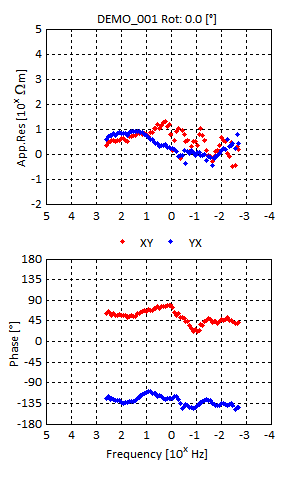 DEMO_001 Rot: 0.0 [°]
App.Res [10^x Ωm]
5
4
3
2
1
0
-1
-2
5 4 3 2 1 0 -1 -2 -3 -4
XY YX
Phase [°]
180
135
90
45
0
-45
-90
-135
-180
5 4 3 2 1 0 -1 -2 -3 -4
Frequency [10^x Hz]